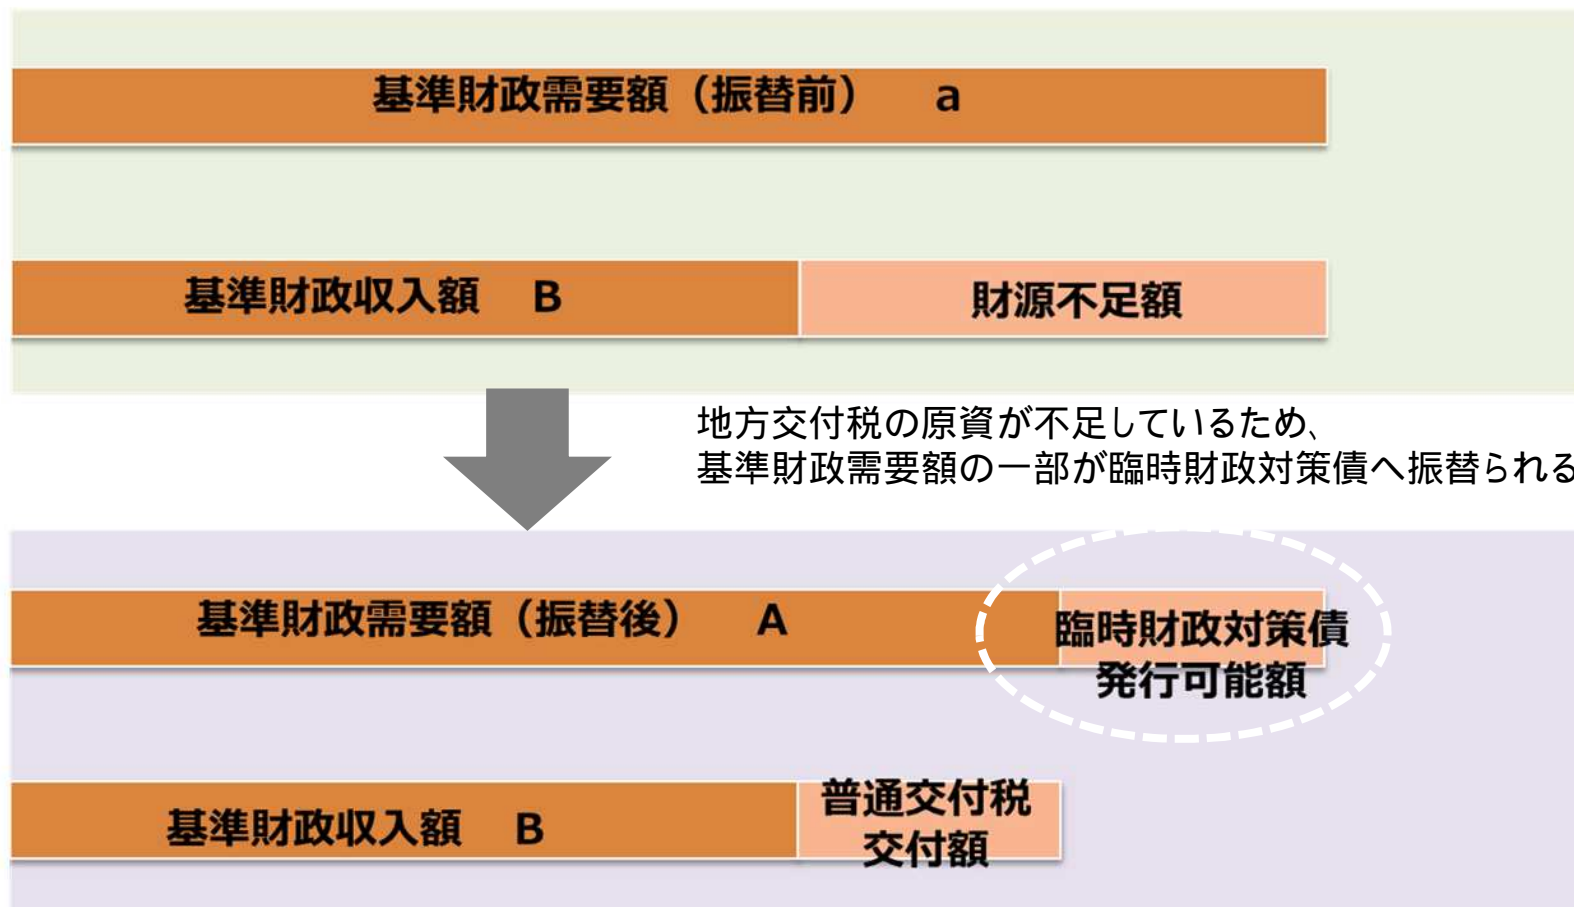 基準財政需要額（振替前）　a
基準財政収入額　B
財源不足額
地方交付税の原資が不足しているため、
基準財政需要額の一部が臨時財政対策債へ振替られる
基準財政需要額（振替後）　A
臨時財政対策債
発行可能額
基準財政収入額　B
普通交付税
交付額